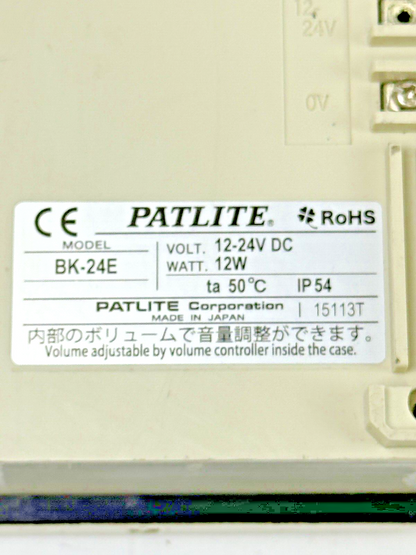 12-
24V
0V
CE PATLITE® RoHS
MODEL
BK-24E
VOLT. 12-24V DC
WATT. 12W
ta 50°C IP54
PATLITE Corporation
MADE IN JAPAN
15113T
内部のボリュームで音量調整ができます。
Volume adjustable by volume controller inside the case.